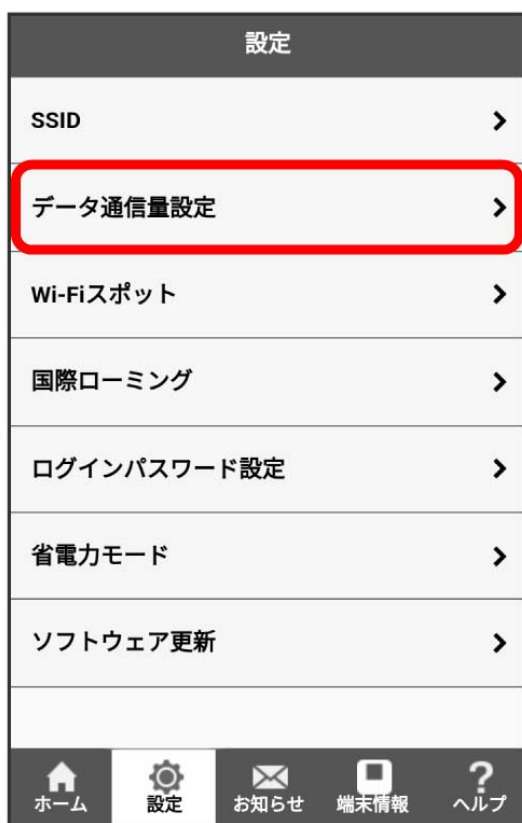 設定
SSID
データ通信量設定
Wi-Fiスポット
国際ローミング
ログインパスワード設定
省電力モード
ソフトウェア更新
ホーム 設定 お知らせ 端末情報 ヘルプ